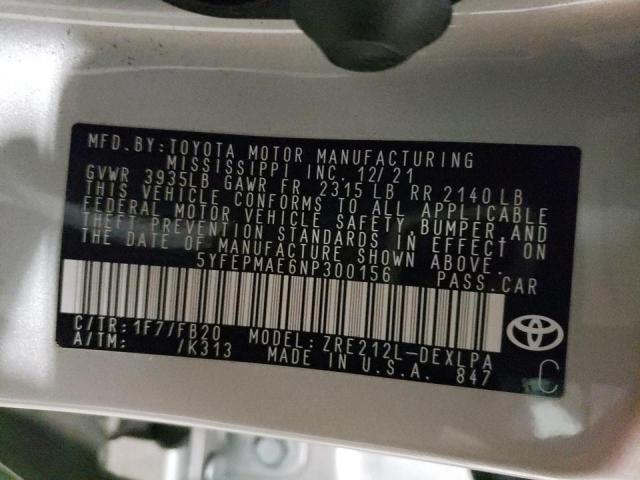 MFD. BY: TOYOTA MOTOR MANUFACTURING
MISSISSIPPI INC. 12/21
GVWR 3935LB GAWR FR 2315 LB RR 2140 LB
THIS VEHICLE CONFORMS TO ALL APPLICABLE
FEDERAL MOTOR VEHICLE SAFETY, BUMPER, AND
THEFT PREVENTION STANDARDS IN EFFECT ON
THE DATE OF MANUFACTURE SHOWN ABOVE.
5YFEPMAE6NP300156 PASS. CAR
C/TR: 1F7/FB20 MODEL: ZRE212L-DEXLPA
A/TM: /K313 MADE IN U.S.A. 847
C